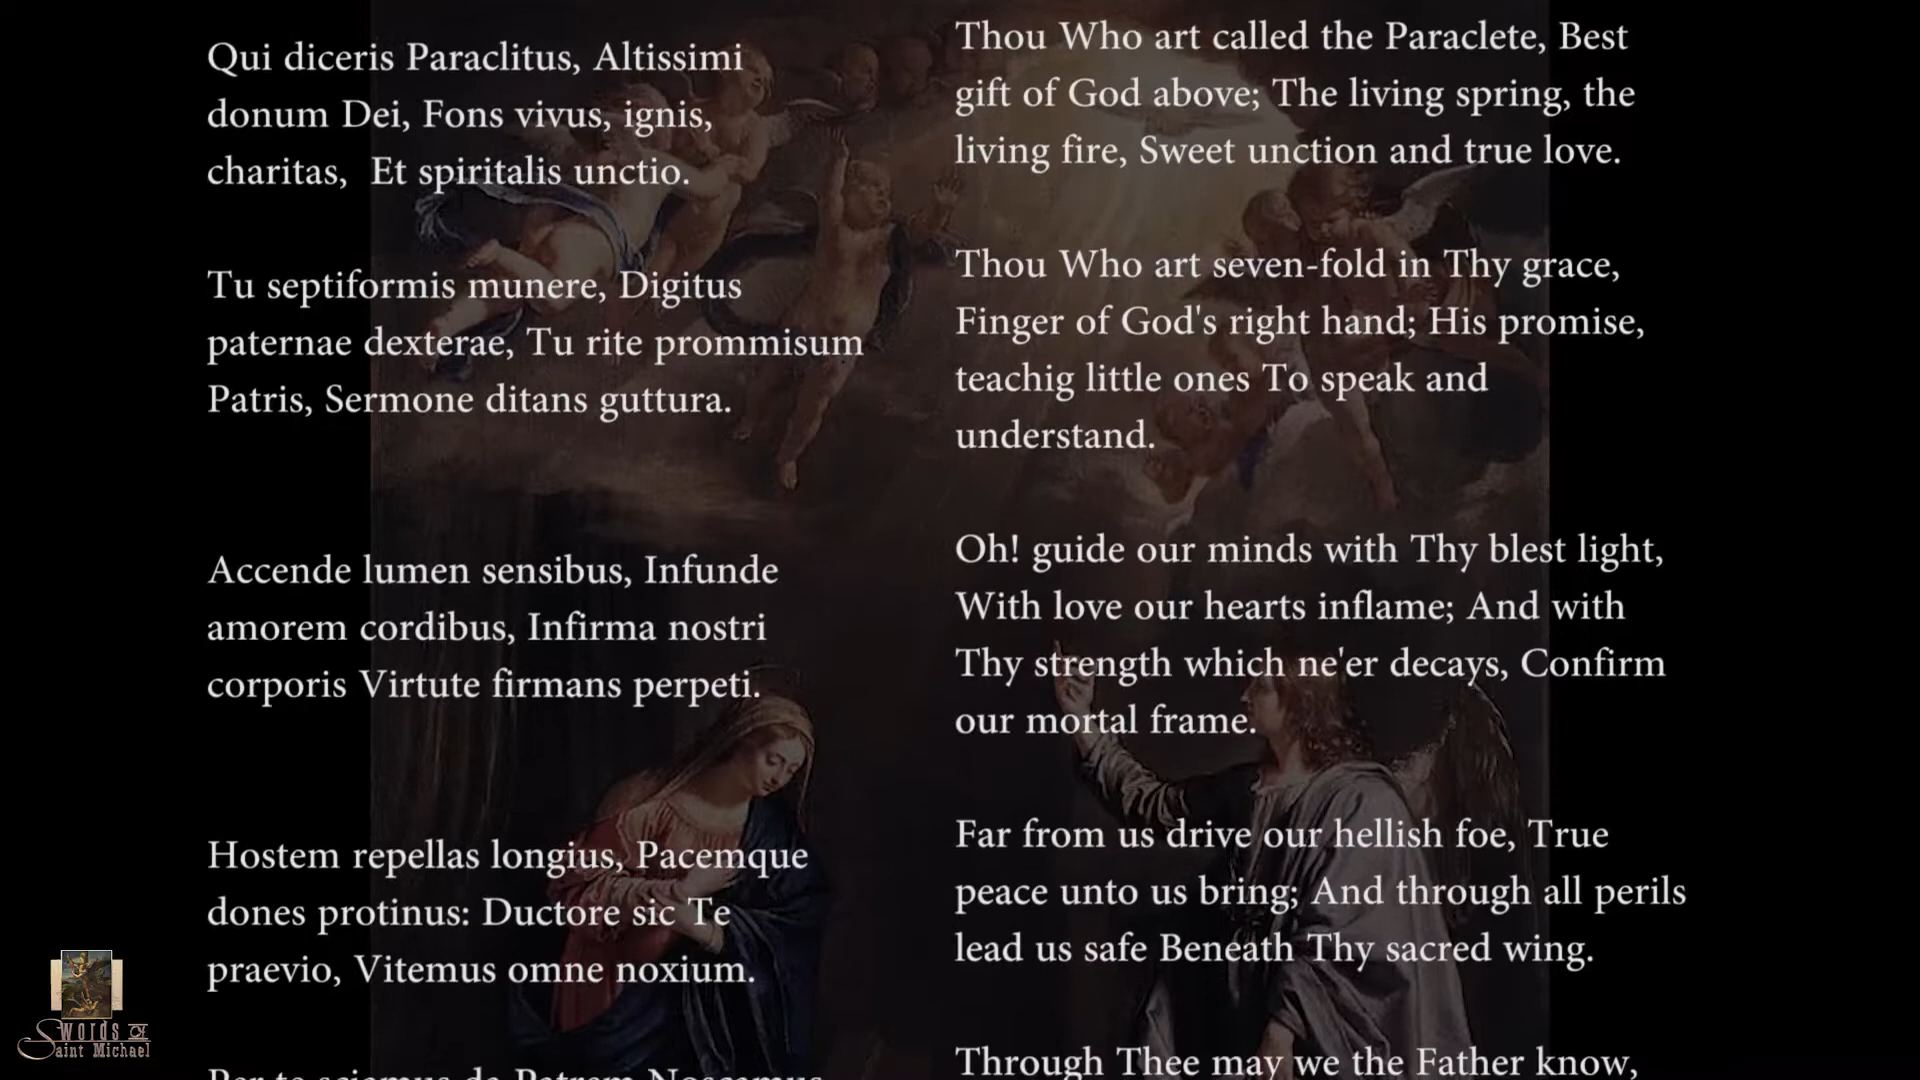 Qui diceris Paraclitus, Altissimi
donum Dei, Fons vivus, ignis,
charitas, Et spiritalis unctio.
Tu septiformis munere, Digitus
paternae dexterae, Tu rite prommisum
Patris, Sermone ditans guttura.
Accende lumen sensibus, Infunde
amorem cordibus, Infirma nostri
corporis Virtute firmans perpeti.
Hostem repellas longius, Pacemque
dones protinus: Ductore sic Te
praevio, Vitemus omne noxium.
Per te sciamus da Patrem Noscamus
Thou Who art called the Paraclete, Best
gift of God above; The living spring, the
living fire, Sweet unction and true love.
Thou Who art seven-fold in Thy grace,
Finger of God's right hand; His promise,
teachig little ones To speak and
understand.
Oh! guide our minds with Thy blest light,
With love our hearts inflame; And with
Thy strength which ne'er decays, Confirm
our mortal frame.
Far from us drive our hellish foe, True
peace unto us bring; And through all perils
lead us safe Beneath Thy sacred wing.
Through Thee may we the Father know,
Swords of
Saint Michael